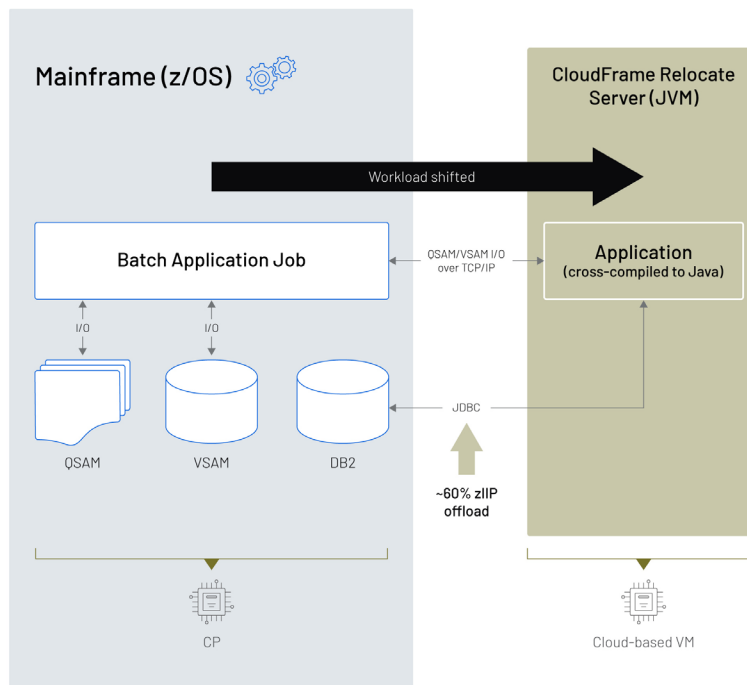 Mainframe (z/OS)
CloudFrame Relocate
Server (JVM)
Workload shifted
Batch Application Job
QSAM/VSAM I/O
over TCP/IP
Application
(cross-compiled to Java)
I/O
I/O
JDBC
QSAM
VSAM
DB2
~60% zIIP
offload
CP
Cloud-based VM